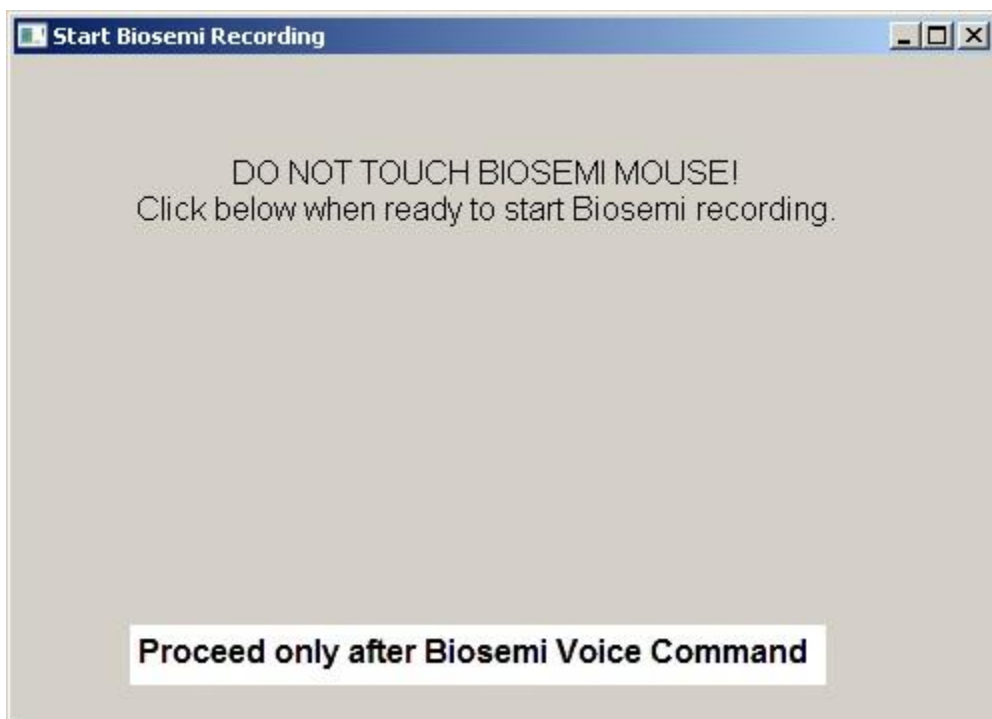 Start Biosemi Recording
DO NOT TOUCH BIOSEMI MOUSE!
Click below when ready to start Biosemi recording.
Proceed only after Biosemi Voice Command